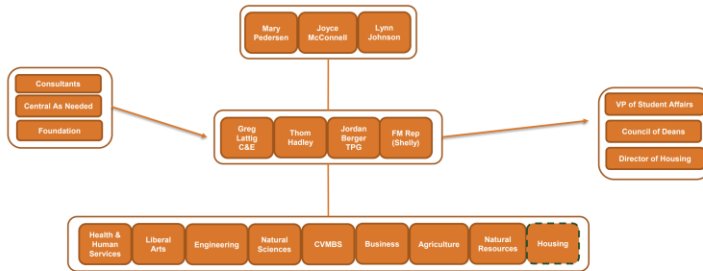 Mary
Pedersen
Joyce
McConnell
Lynn
Johnson
Consultants
Central As Needed
Foundation
Greg
Lattig
C&E
Thom
Hadley
Jordan
Berger
TPG
FM Rep
(Shelly)
VP of Student Affairs
Council of Deans
Director of Housing
Health &
Human
Services
Liberal
Arts
Engineering
Natural
Sciences
CVMBS
Business
Agriculture
Natural
Resources
Housing